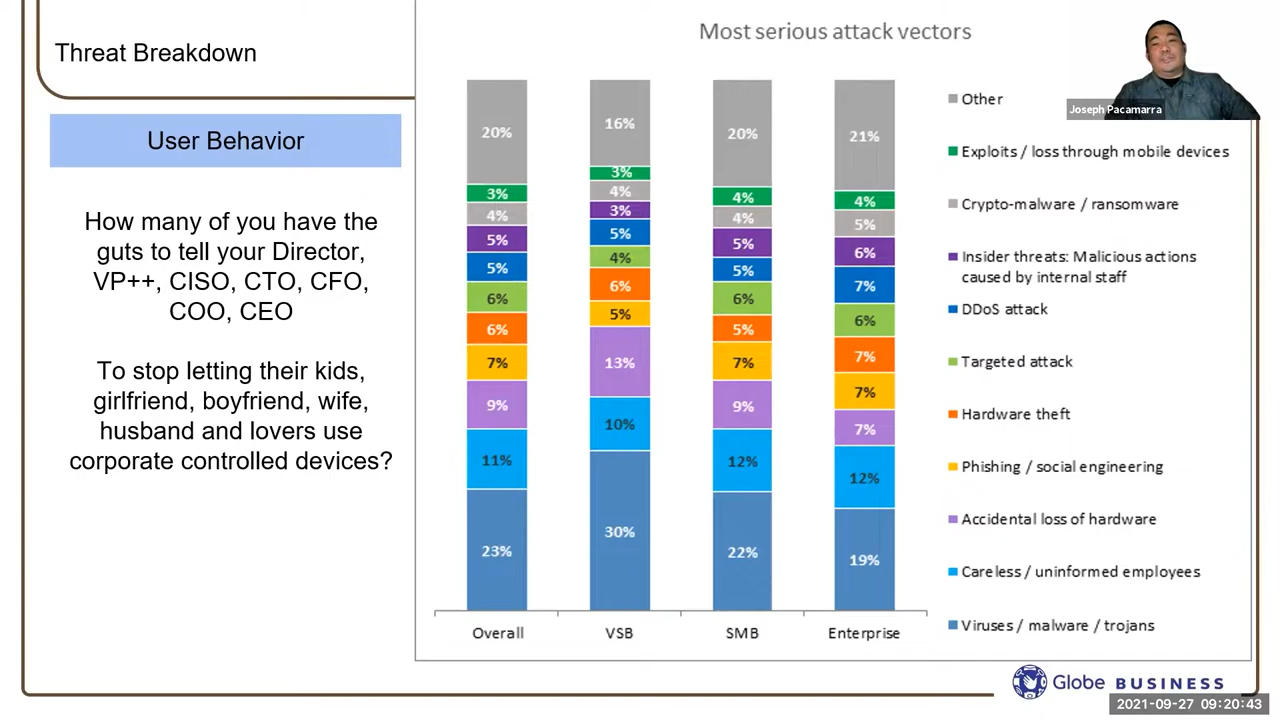 Threat Breakdown
User Behavior
How many of you have the
guts to tell your Director,
VP++, CISO, CTO, CFO,
COO, CEO
To stop letting their kids,
girlfriend, boyfriend, wife,
husband and lovers use
corporate controlled devices?
Most serious attack vectors
20%
3%
4%
5%
5%
6%
6%
7%
9%
11%
23%
Overall
16%
3%
4%
3%
5%
4%
6%
5%
13%
10%
30%
VSB
20%
4%
4%
5%
5%
6%
5%
7%
9%
12%
22%
SMB
21%
4%
5%
6%
7%
6%
7%
7%
7%
12%
19%
Enterprise
Other
Exploits / loss through mobile devices
Crypto-malware / ransomware
Insider threats: Malicious actions
caused by internal staff
DDoS attack
Targeted attack
Hardware theft
Phishing / social engineering
Accidental loss of hardware
Careless / uninformed employees
Viruses / malware / trojans
Joseph Pacamarra
Globe BUSINESS
2021-09-27 09:20:43